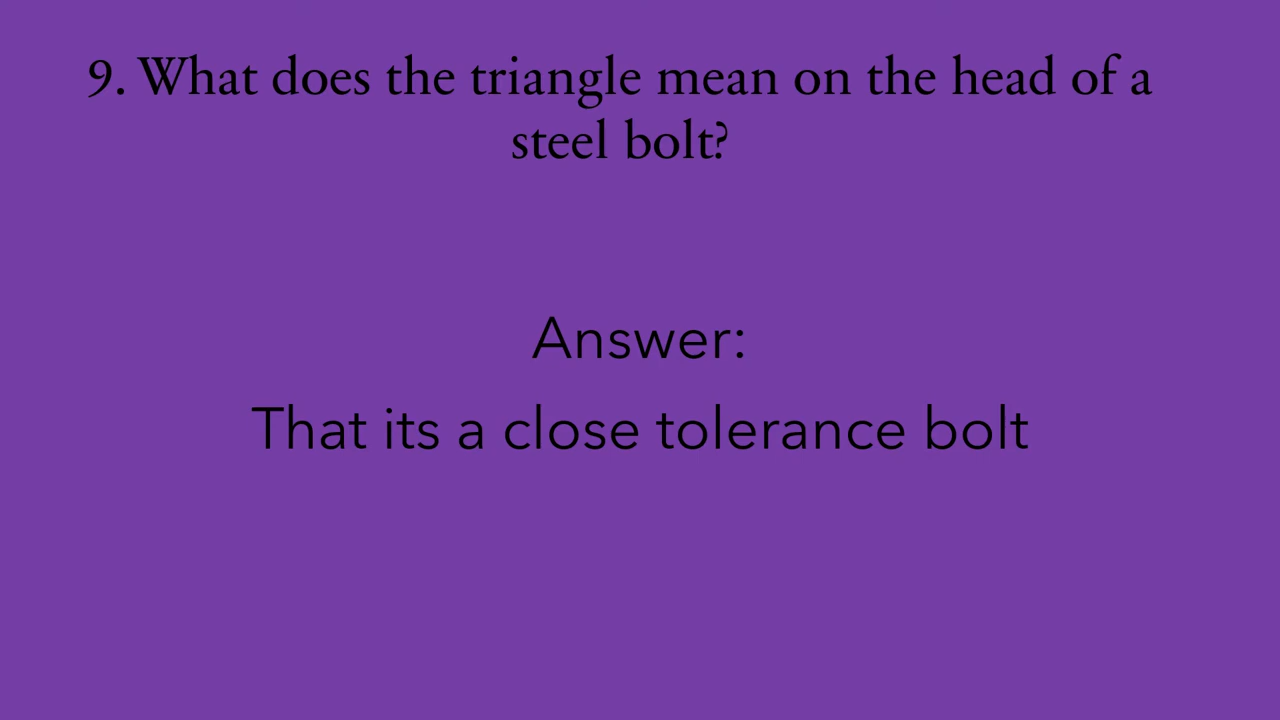 9. What does the triangle mean on the head of a
steel bolt?
Answer:
That its a close tolerance bolt